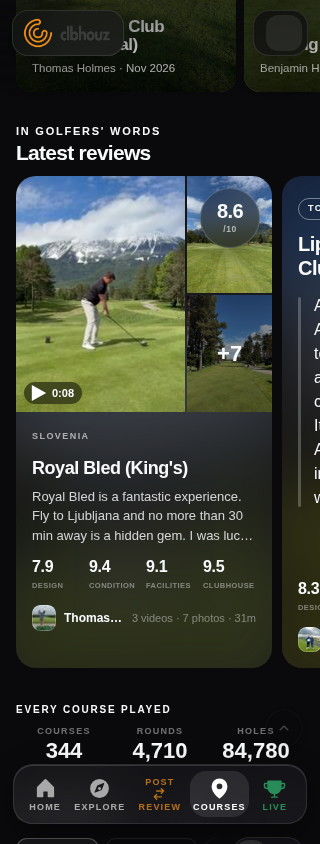 clbhouz
Club
al)
Thomas Holmes · Nov 2026
Benjamin H
IN GOLFERS' WORDS
Latest reviews
8.6
/10
+7
0:08
SLOVENIA
Royal Bled (King's)
Royal Bled is a fantastic experience.
Fly to Ljubljana and no more than 30
min away is a hidden gem. I was luc…
7.9 9.4 9.1 9.5
DESIGN CONDITION FACILITIES CLUBHOUSE
Thomas… 3 videos · 7 photos · 31m
TO
Lip
Clu
8.3
DESIG
EVERY COURSE PLAYED
COURSES ROUNDS HOLES
344 4,710 84,780
HOME EXPLORE POST REVIEW COURSES LIVE